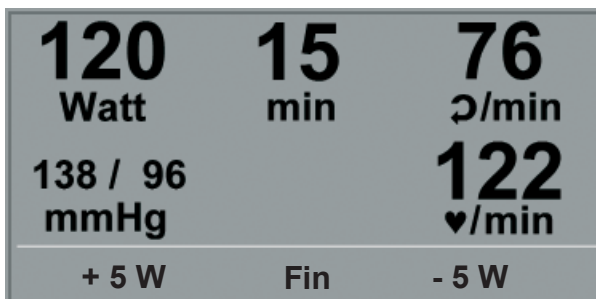 120 15 76
Watt min ↻/min
138 / 96 122
mmHg ♥/min
+ 5 W Fin - 5 W